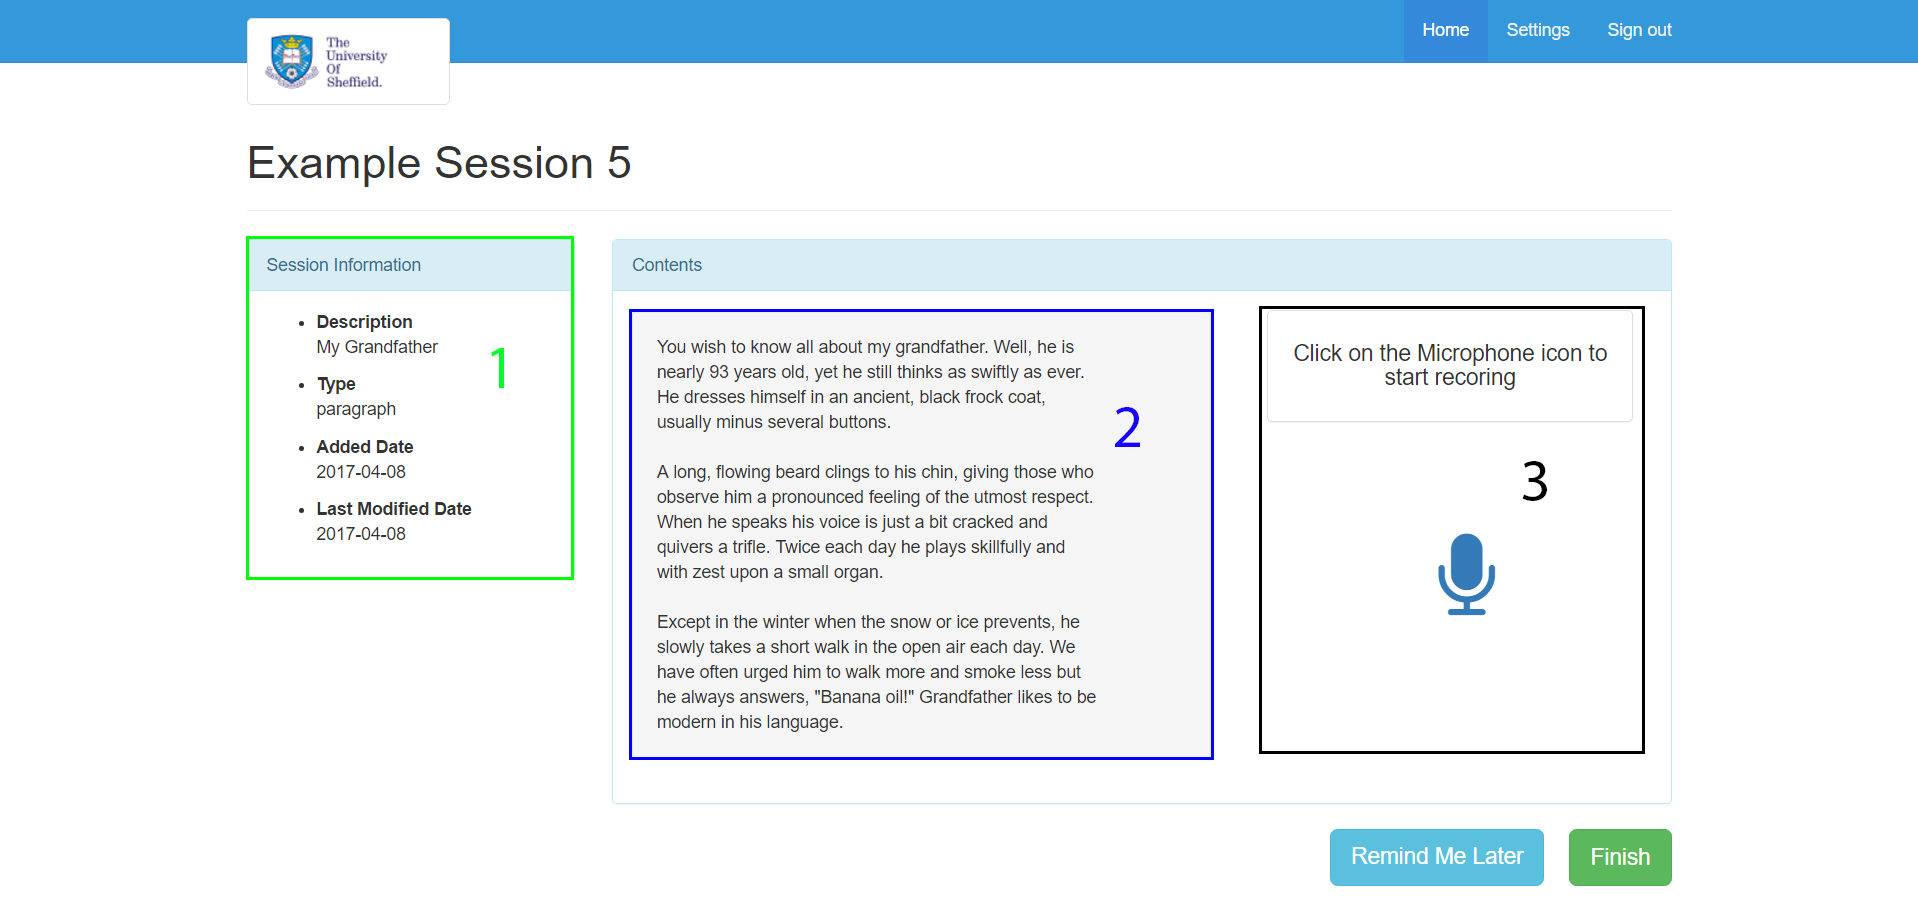 The
University
Of
Sheffield.
Home
Settings
Sign out
Example Session 5
Session Information
Description
My Grandfather
Type
paragraph
Added Date
2017-04-08
Last Modified Date
2017-04-08
1
Contents
You wish to know all about my grandfather. Well, he is
nearly 93 years old, yet he still thinks as swiftly as ever.
He dresses himself in an ancient, black frock coat,
usually minus several buttons.
A long, flowing beard clings to his chin, giving those who
observe him a pronounced feeling of the utmost respect.
When he speaks his voice is just a bit cracked and
quivers a trifle. Twice each day he plays skillfully and
with zest upon a small organ.
Except in the winter when the snow or ice prevents, he
slowly takes a short walk in the open air each day. We
have often urged him to walk more and smoke less but
he always answers, "Banana oil!" Grandfather likes to be
modern in his language.
2
Click on the Microphone icon to
start recoring
3
Remind Me Later
Finish